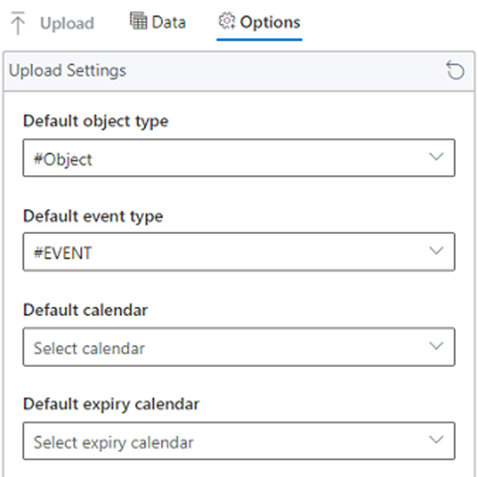 Upload Data Options
Upload Settings
Default object type
#Object
Default event type
#EVENT
Default calendar
Select calendar
Default expiry calendar
Select expiry calendar